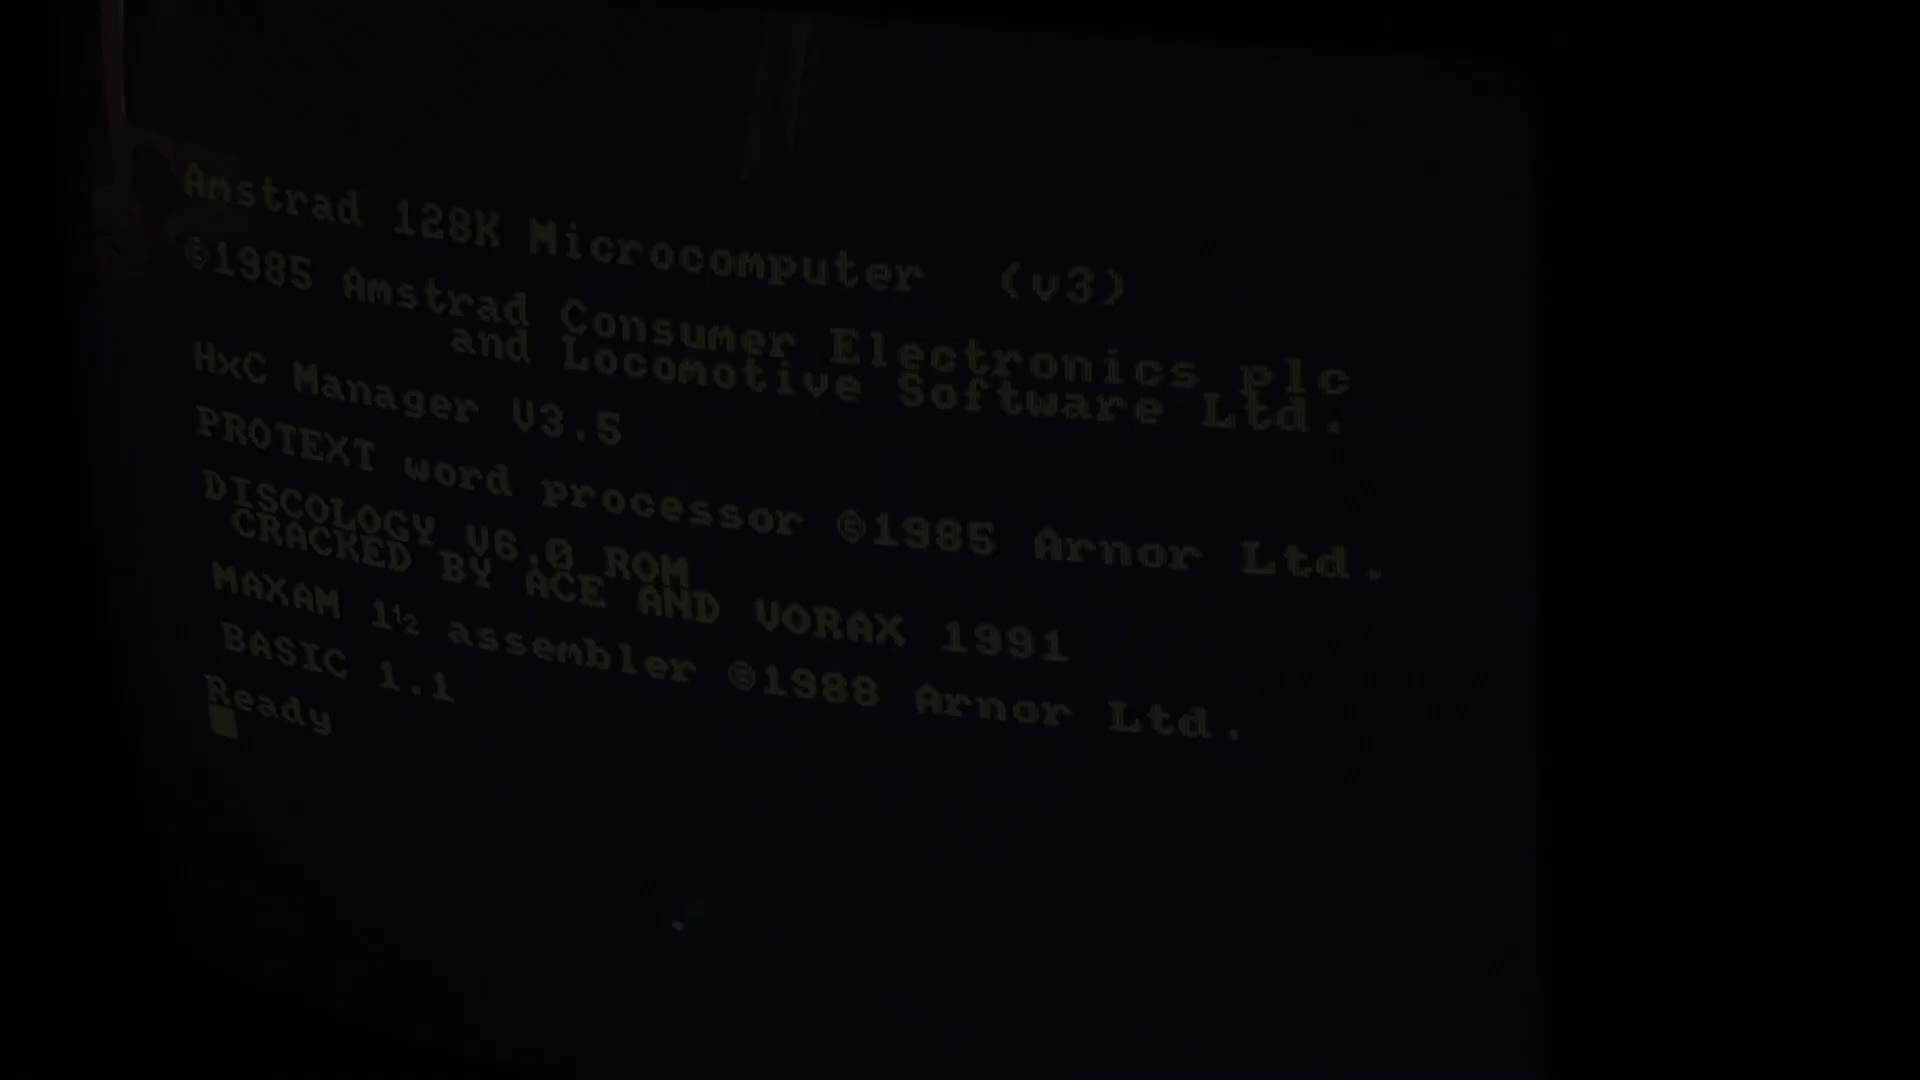 Amstrad 128K Microcomputer (v3)
©1985 Amstrad Consumer Electronics plc
and Locomotive Software Ltd.
HxC Manager V3.5
PROTEXT word processor ©1985 Arnor Ltd.
DISCOLOGY V6.0 ROM
CRACKED BY ACE AND VORAX 1991
MAXAM 1½ assembler ©1988 Arnor Ltd.
BASIC 1.1
Ready